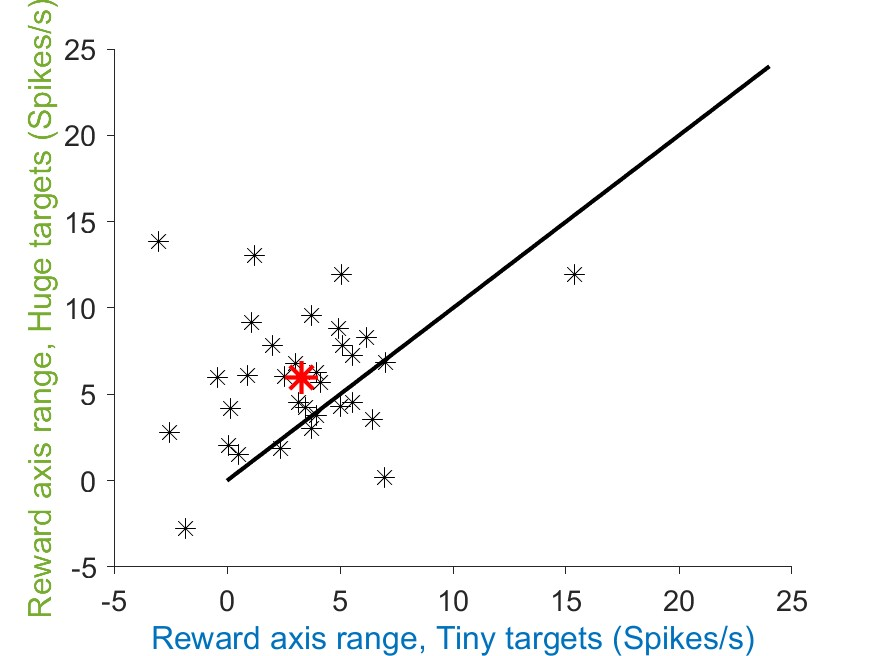 Reward axis range, Huge targets (Spikes/s)
25
20
15
10
5
0
-5
-5 0 5 10 15 20 25
Reward axis range, Tiny targets (Spikes/s)